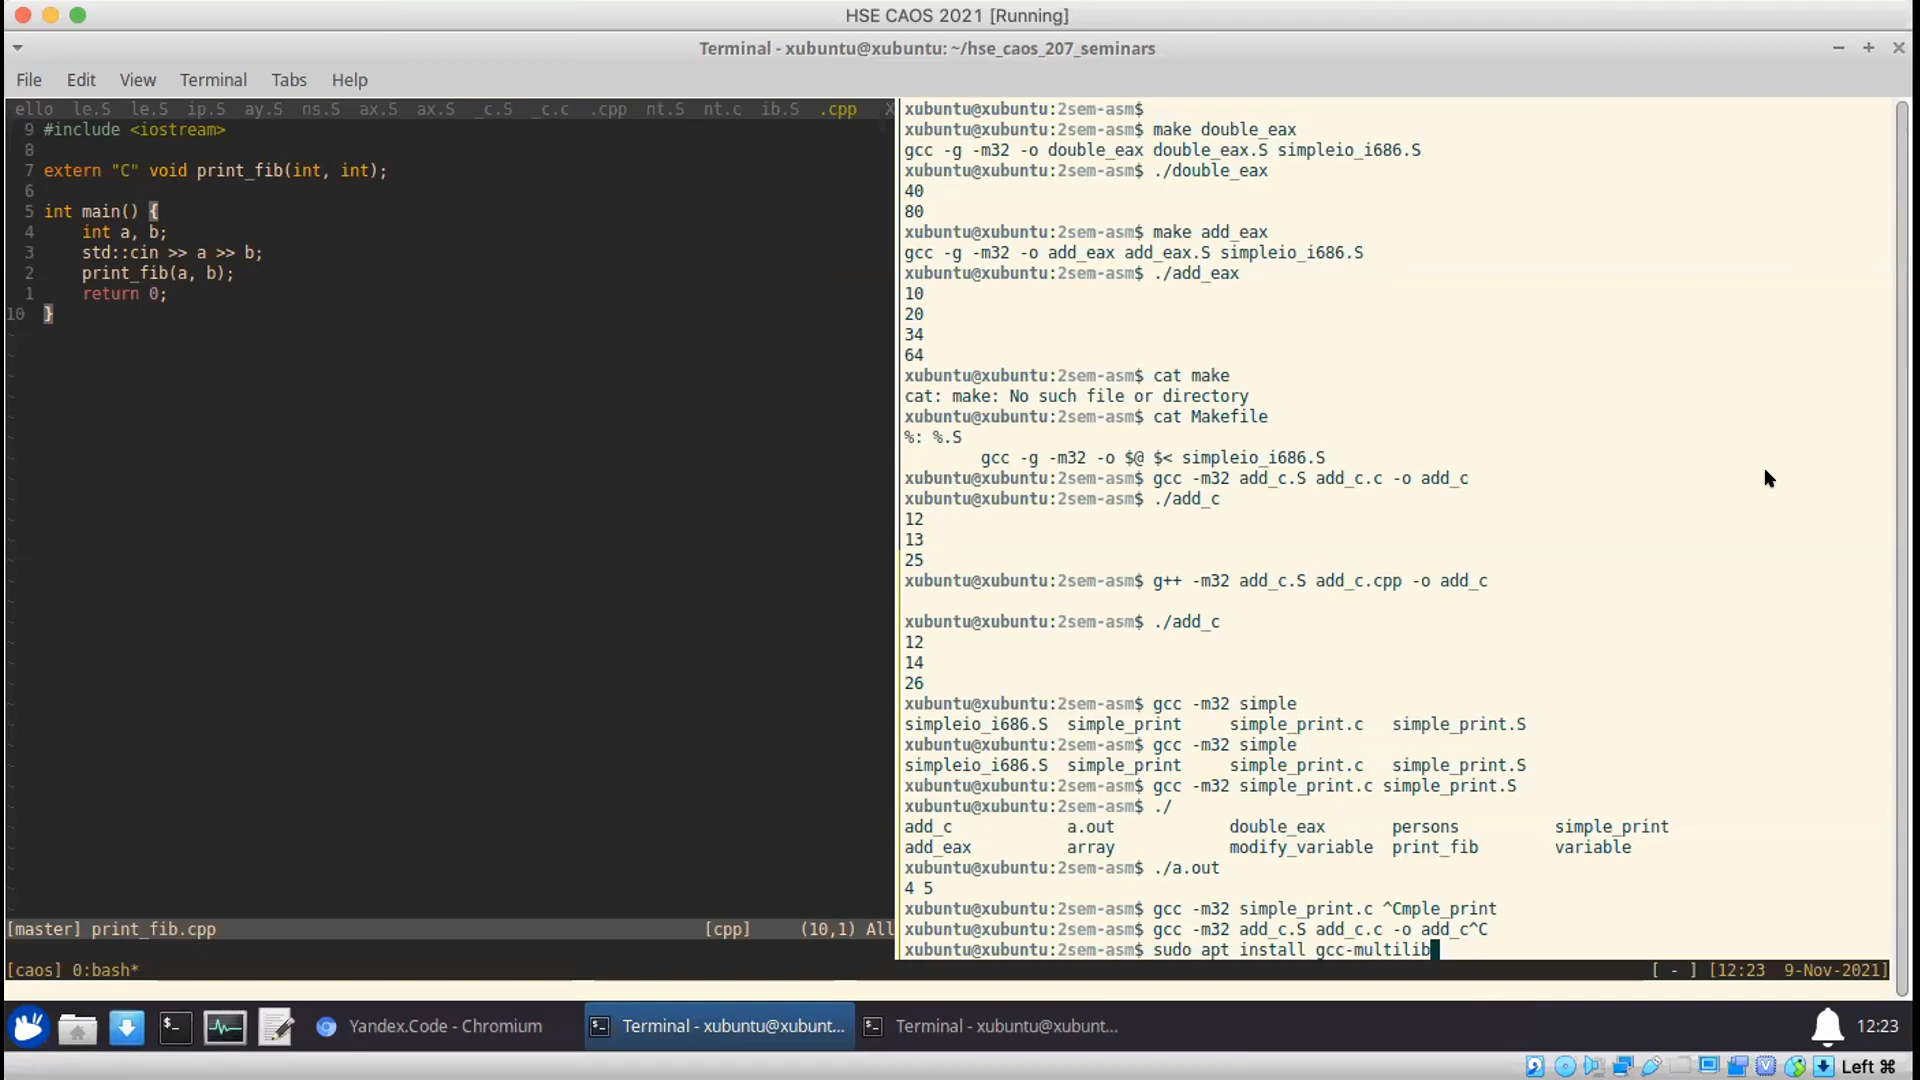 HSE CAOS 2021 [Running]
Terminal - xubuntu@xubuntu: ~/hse_caos_207_seminars
File Edit View Terminal Tabs Help
ello le.S le.S ip.S ay.S ns.S ax.S ax.S _c.S _c.c .cpp nt.S nt.c ib.S .cpp X
9 #include <iostream>
8
7 extern "C" void print_fib(int, int);
6
5 int main() {
4 int a, b;
3 std::cin >> a >> b;
2 print_fib(a, b);
1 return 0;
10 }
[master] print_fib.cpp [cpp] (10,1) All
xubuntu@xubuntu:2sem-asm$
xubuntu@xubuntu:2sem-asm$ make double_eax
gcc -g -m32 -o double_eax double_eax.S simpleio_i686.S
xubuntu@xubuntu:2sem-asm$ ./double_eax
40
80
xubuntu@xubuntu:2sem-asm$ make add_eax
gcc -g -m32 -o add_eax add_eax.S simpleio_i686.S
xubuntu@xubuntu:2sem-asm$ ./add_eax
10
20
34
64
xubuntu@xubuntu:2sem-asm$ cat make
cat: make: No such file or directory
xubuntu@xubuntu:2sem-asm$ cat Makefile
%: %.S
gcc -g -m32 -o $@ $< simpleio_i686.S
xubuntu@xubuntu:2sem-asm$ gcc -m32 add_c.S add_c.c -o add_c
xubuntu@xubuntu:2sem-asm$ ./add_c
12
13
25
xubuntu@xubuntu:2sem-asm$ g++ -m32 add_c.S add_c.cpp -o add_c
xubuntu@xubuntu:2sem-asm$ ./add_c
12
14
26
xubuntu@xubuntu:2sem-asm$ gcc -m32 simple
simpleio_i686.S simple_print simple_print.c simple_print.S
xubuntu@xubuntu:2sem-asm$ gcc -m32 simple
simpleio_i686.S simple_print simple_print.c simple_print.S
xubuntu@xubuntu:2sem-asm$ gcc -m32 simple_print.c simple_print.S
xubuntu@xubuntu:2sem-asm$ ./
add_c a.out double_eax persons simple_print
add_eax array modify_variable print_fib variable
xubuntu@xubuntu:2sem-asm$ ./a.out
4 5
xubuntu@xubuntu:2sem-asm$ gcc -m32 simple_print.c ^Cmple_print
xubuntu@xubuntu:2sem-asm$ gcc -m32 add_c.S add_c.c -o add_c^C
xubuntu@xubuntu:2sem-asm$ sudo apt install gcc-multilib
[caos] 0:bash* [ - ] [12:23 9-Nov-2021]
Yandex.Code - Chromium Terminal - xubuntu@xubunt... Terminal - xubuntu@xubunt... 12:23
Left ⌘